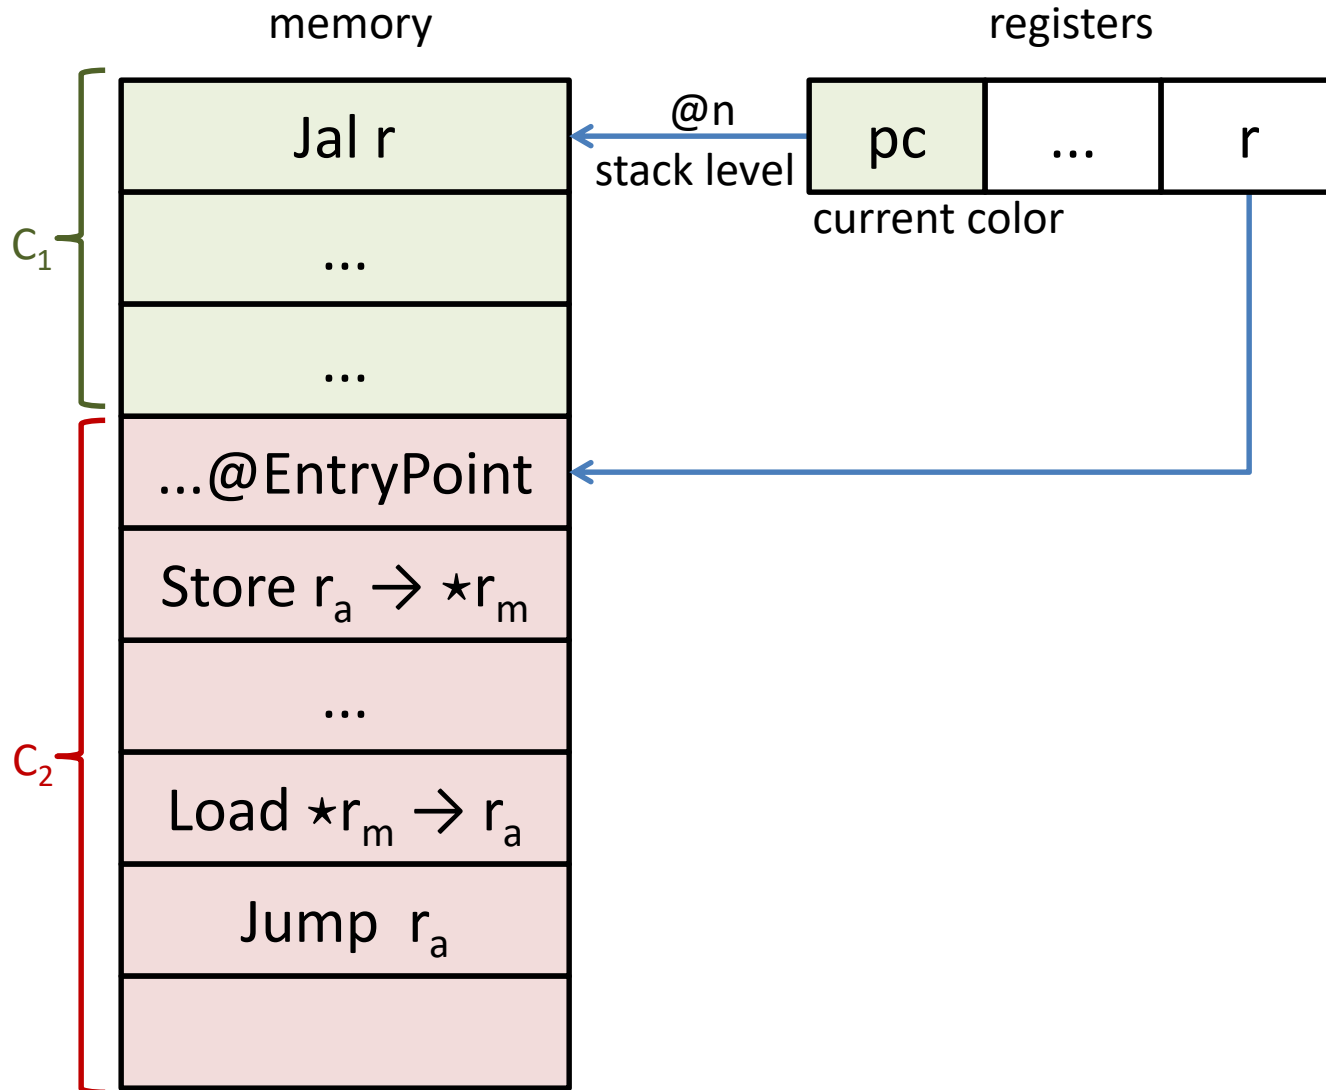 memory
registers
Jal r
@n
stack level
pc
...
r
current color
C₁
...
...
...@EntryPoint
Store rₐ → ⋆rₘ
...
C₂
Load ⋆rₘ → rₐ
Jump rₐ